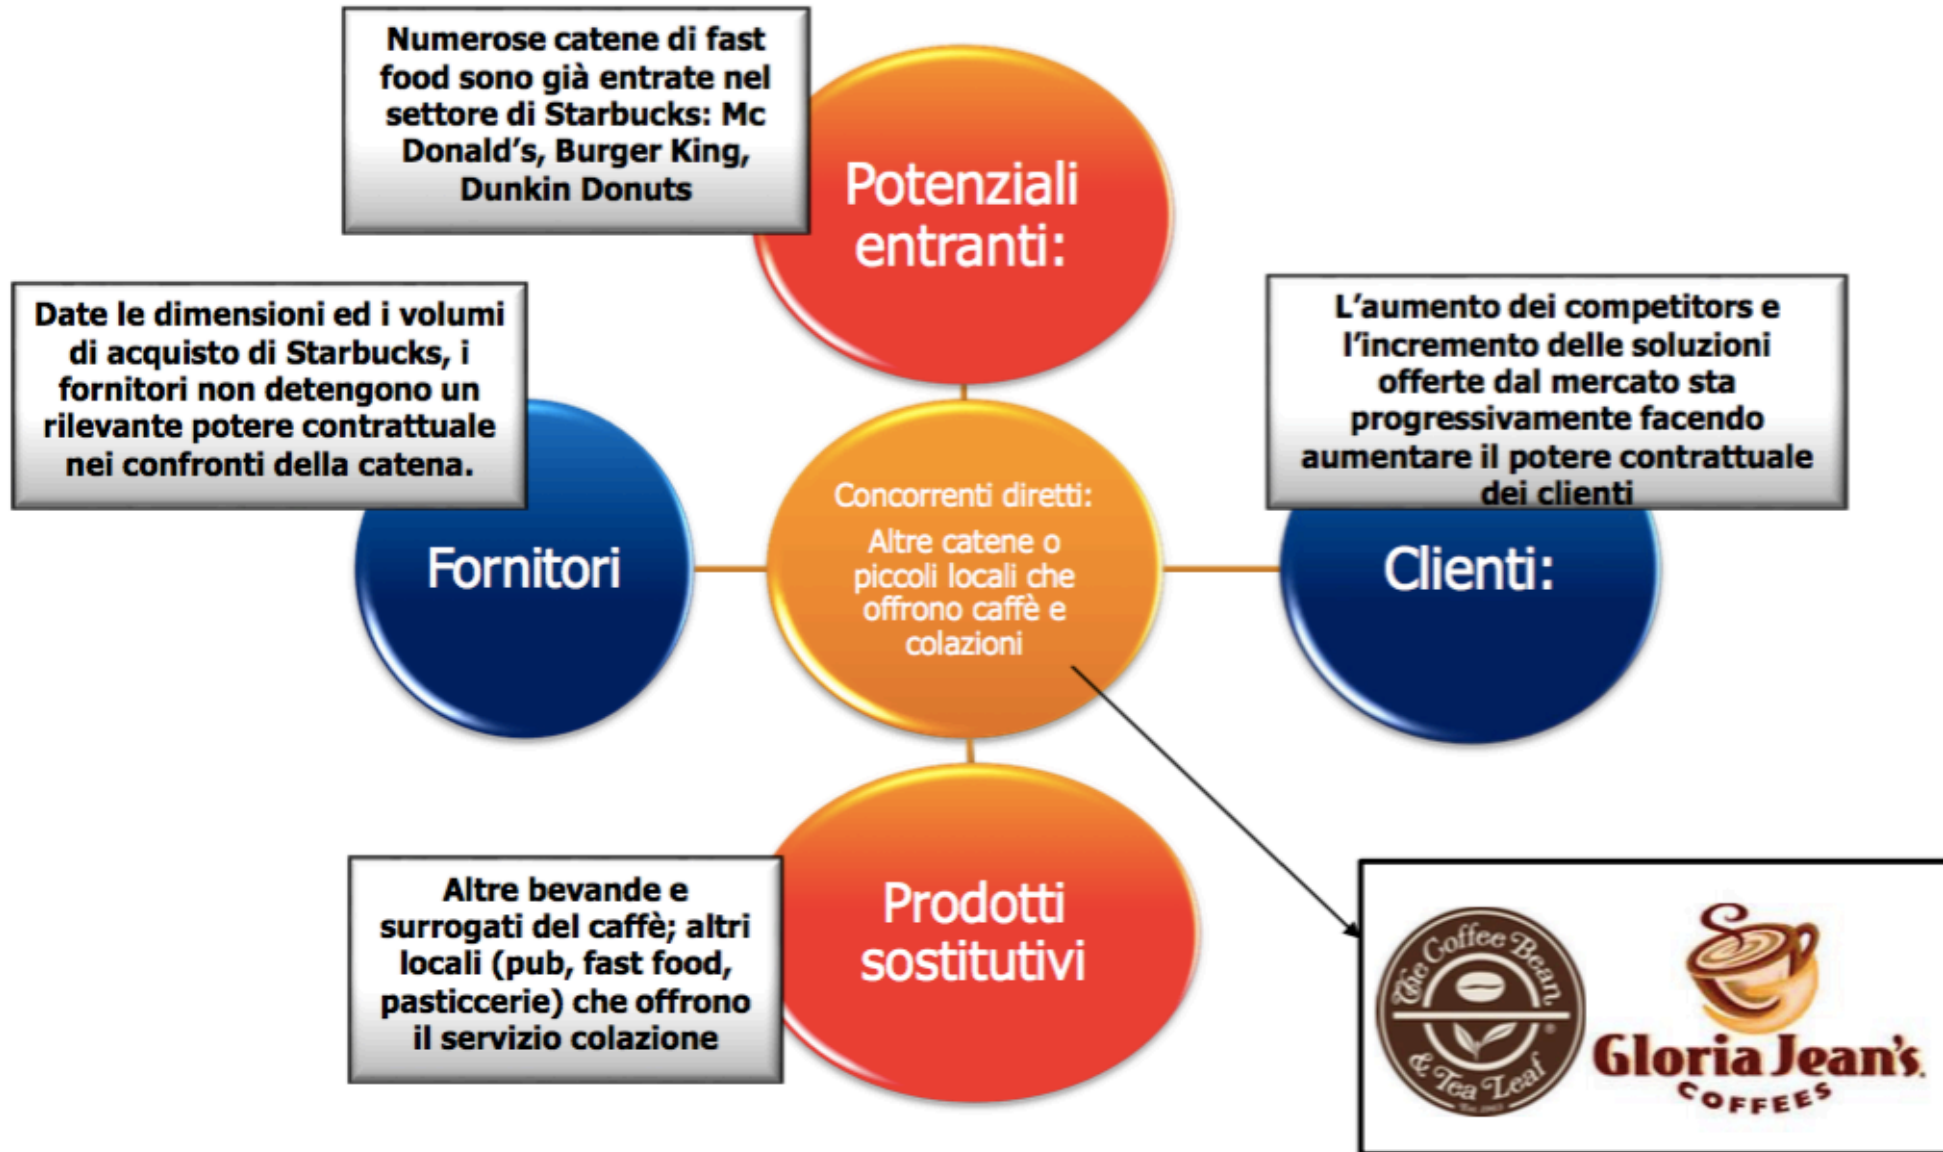 Numerose catene di fast
food sono già entrate nel
settore di Starbucks: Mc
Donald's, Burger King,
Dunkin Donuts
Potenziali
entranti:
Date le dimensioni ed i volumi
di acquisto di Starbucks, i
fornitori non detengono un
rilevante potere contrattuale
nei confronti della catena.
Fornitori
Concorrenti diretti:
Altre catene o
piccoli locali che
offrono caffè e
colazioni
L'aumento dei competitors e
l'incremento delle soluzioni
offerte dal mercato sta
progressivamente facendo
aumentare il potere contrattuale
dei clienti
Clienti:
Altre bevande e
surrogati del caffè; altri
locali (pub, fast food,
pasticcerie) che offrono
il servizio colazione
Prodotti
sostitutivi
The Coffee Bean
& Tea Leaf
Gloria Jean's
COFFEES